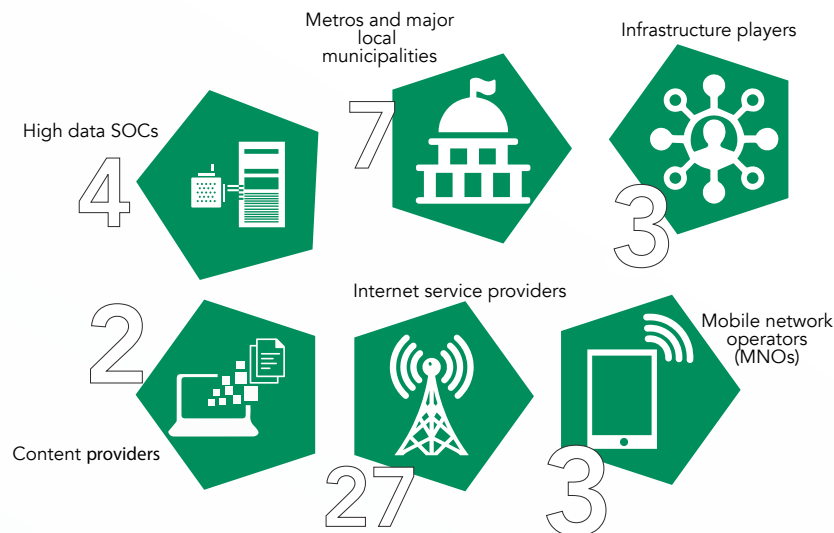 Metros and major
local
municipalities
7
Infrastructure players
3
High data SOCs
4
2
Content providers
Internet service providers
27
Mobile network
operators
(MNOs)
3